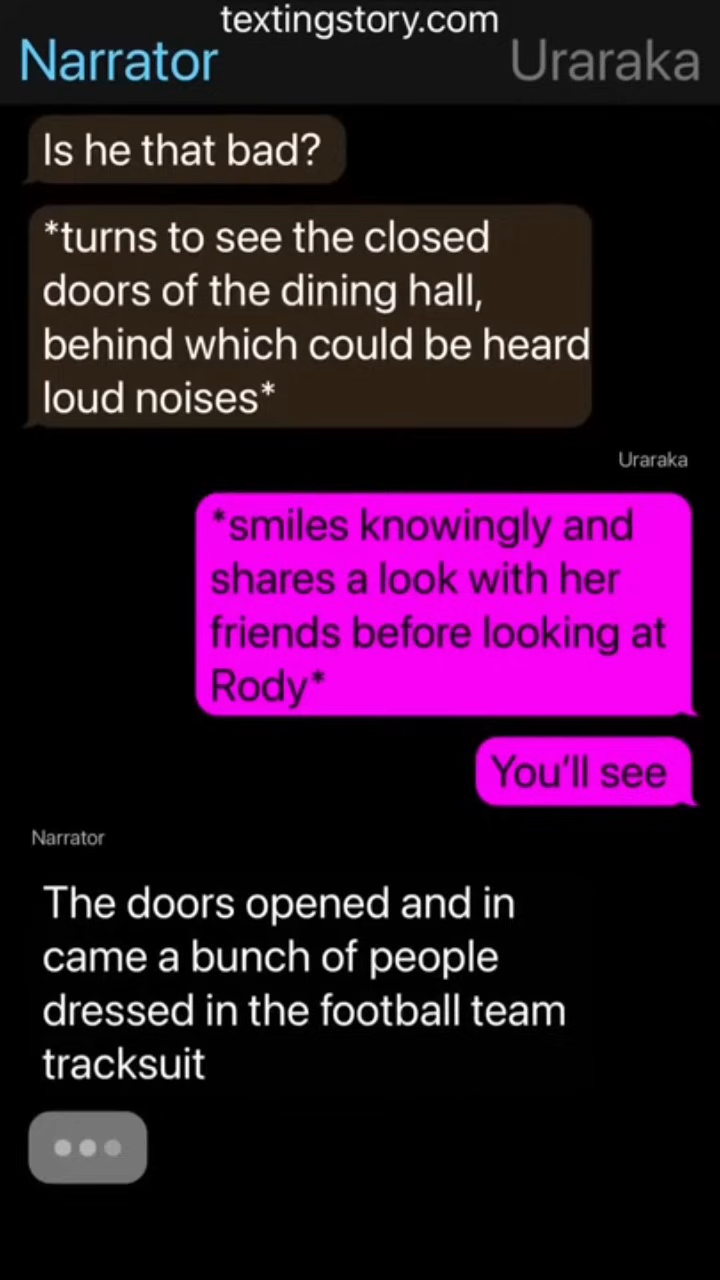 textingstory.com
Narrator
Uraraka
Is he that bad?
*turns to see the closed
doors of the dining hall,
behind which could be heard
loud noises*
Uraraka
*smiles knowingly and
shares a look with her
friends before looking at
Rody*
You'll see
Narrator
The doors opened and in
came a bunch of people
dressed in the football team
tracksuit